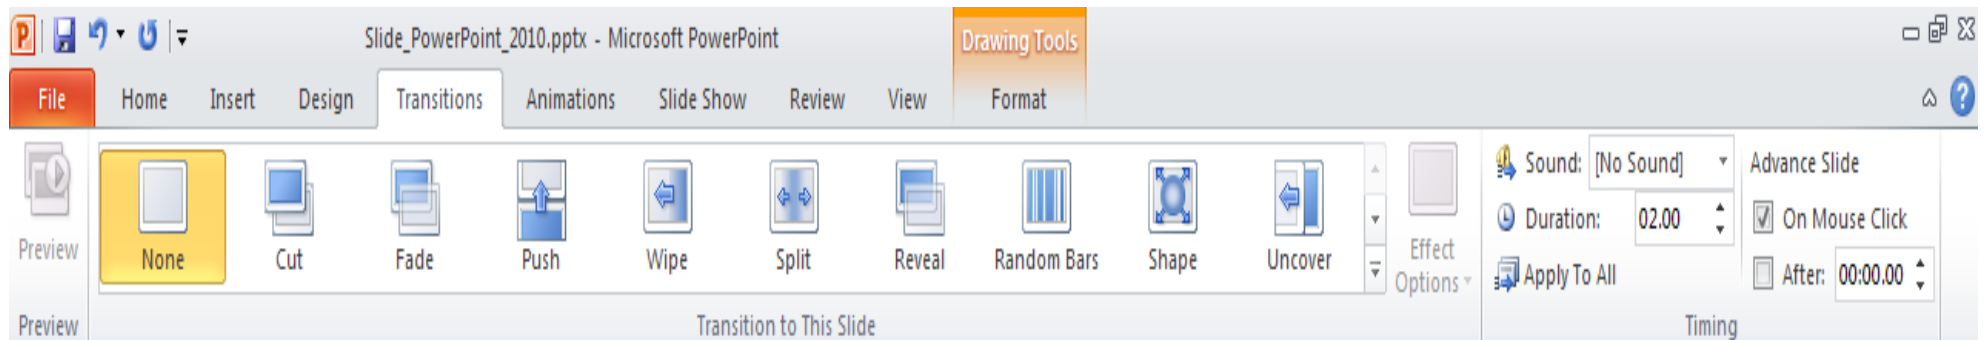 Slide_PowerPoint_2010.pptx - Microsoft PowerPoint
Drawing Tools
File Home Insert Design Transitions Animations Slide Show Review View Format
Preview
None Cut Fade Push Wipe Split Reveal Random Bars Shape Uncover
Effect Options
Sound: [No Sound]
Duration: 02.00
Apply To All
Advance Slide
On Mouse Click
After: 00:00.00
Preview Transition to This Slide Timing